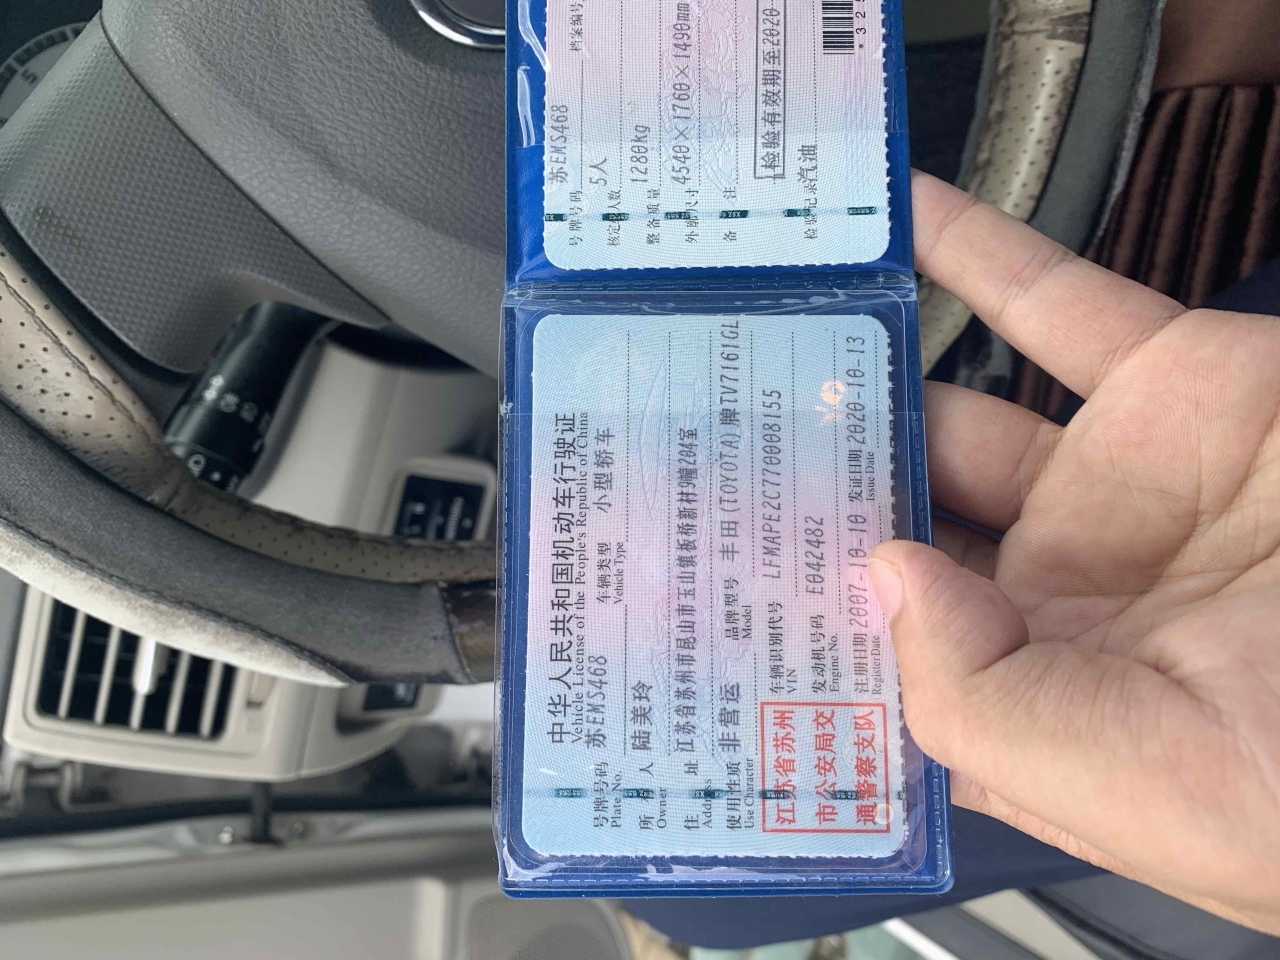 中华人民共和国机动车行驶证
Vehicle License of the People's Republic of China
号牌号码 苏EMS468 车辆类型 小型轿车
Plate No. Vehicle Type
所有人 陆美玲
Owner
住址 江苏省苏州市昆山市玉山镇板桥新村9幢204室
Address
使用性质 非营运 品牌型号 丰田(TOYOTA)牌TV7161GL
Use Character Model
江苏省苏州
市公安局交
通警察支队
车辆识别代号 LFMAPE2C770008155
VIN
发动机号码 E042482
Engine No.
注册日期 2007-10-10 发证日期 2020-10-13
Register Date Issue Date
号牌号码 苏EMS468 档案编号
核定载人数 5人
整备质量 1280kg
外廓尺寸 4540×1760×1490mm
备注
检验有效期至2020
检验记录 汽油
*325